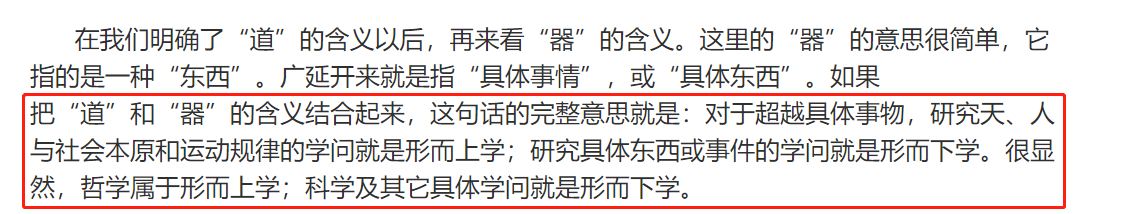 在我们明确了“道”的含义以后，再来看“器”的含义。这里的“器”的意思很简单，它
指的是一种“东西”。广延开来就是指“具体事情”，或“具体东西”。如果
把“道”和“器”的含义结合起来，这句话的完整意思就是：对于超越具体事物，研究天、人
与社会本原和运动规律的学问就是形而上学；研究具体东西或事件的学问就是形而下学。很显
然，哲学属于形而上学；科学及其它具体学问就是形而下学。